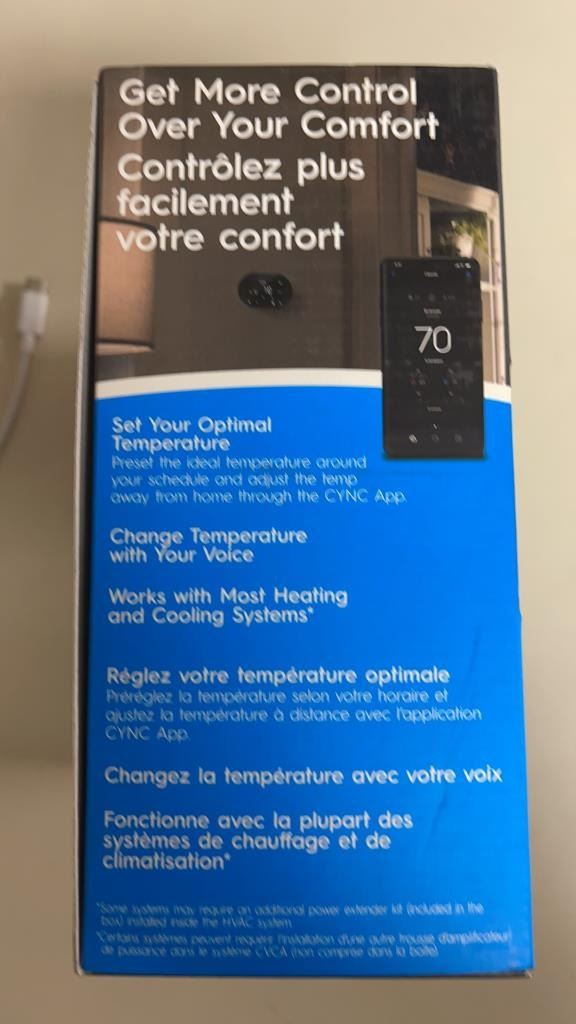 Get More Control
Over Your Comfort
Contrôlez plus
facilement
votre confort
70
Set Your Optimal
Temperature
Preset the ideal temperature around
your schedule and adjust the temp
away from home through the CYNC App.
Change Temperature
with Your Voice
Works with Most Heating
and Cooling Systems*
Réglez votre température optimale
Préréglez la température selon votre horaire et
ajustez la température à distance avec l'application
CYNC App.
Changez la température avec votre voix
Fonctionne avec la plupart des
systèmes de chauffage et de
climatisation*
*Some systems may require an additional power extender kit (included in the
box) installed inside the HVAC system
*Certains systèmes peuvent requérir l'installation d'une autre trousse d'amplificateur
de puissance dans le système CVCA (non comprise dans la boîte)